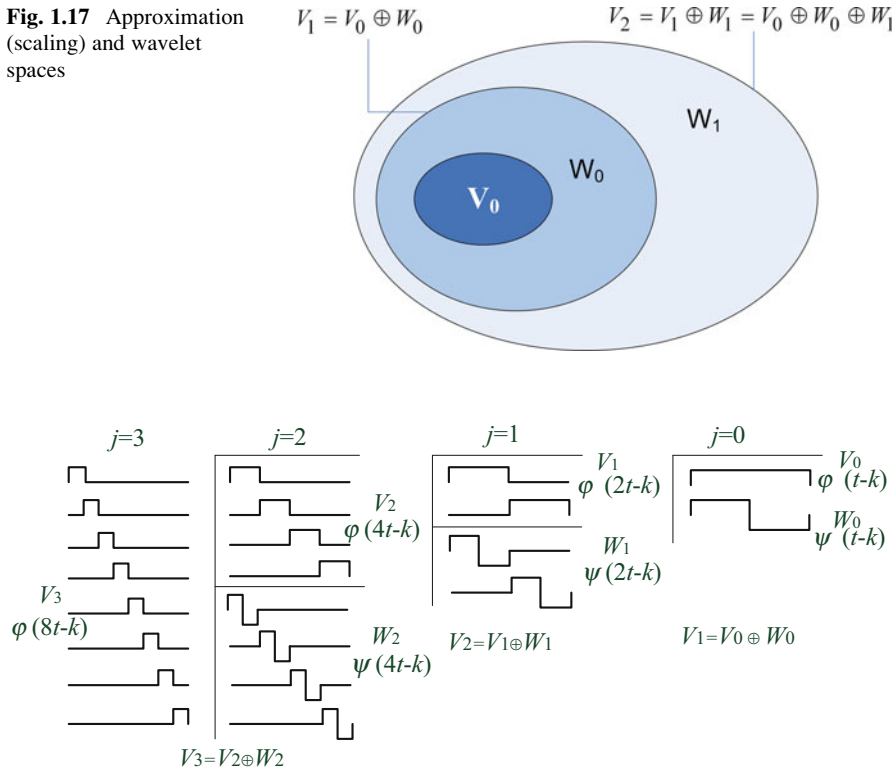 Fig. 1.17 Approximation
(scaling) and wavelet
spaces
V₁ = V₀ ⊕ W₀
V₂ = V₁ ⊕ W₁ = V₀ ⊕ W₀ ⊕ W₁
W₁
W₀
V₀
j=3
V₃
φ(8t-k)
j=2
V₂
φ(4t-k)
W₂
ψ(4t-k)
V₃=V₂⊕W₂
j=1
V₁
φ (2t-k)
W₁
ψ(2t-k)
V₂=V₁⊕W₁
j=0
V₀
φ (t-k)
W₀
ψ (t-k)
V₁=V₀ ⊕ W₀